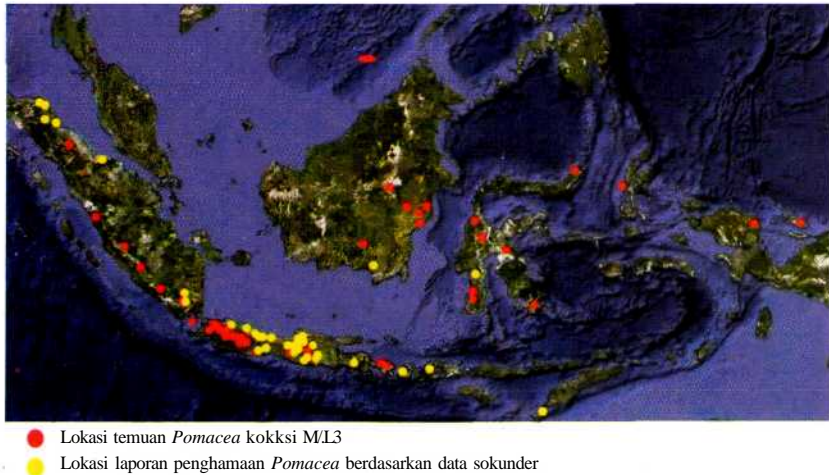 Lokasi temuan Pomacea kokksi M/L3
Lokasi laporan penghamaan Pomacea berdasarkan data sokunder